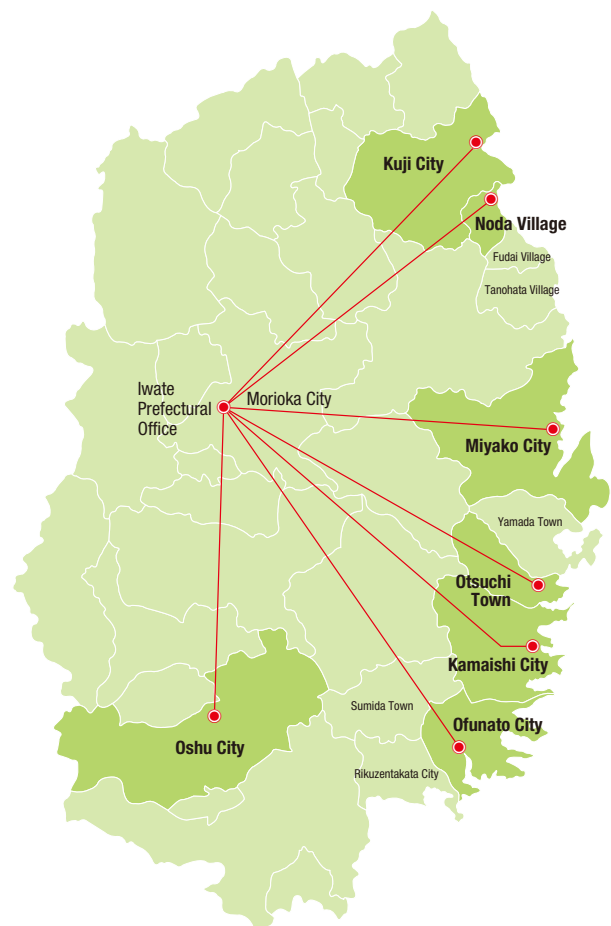 Kuji City
Noda Village
Fudai Village
Tanohata Village
Iwate
Prefectural
Office
Morioka City
Miyako City
Yamada Town
Otsuchi
Town
Kamaishi City
Sumida Town
Ofunato City
Oshu City
Rikuzentakata City